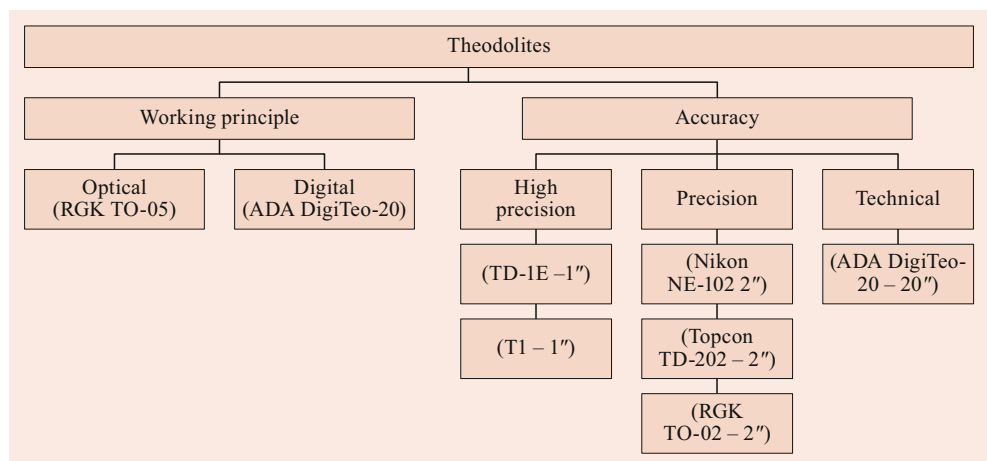 Theodolites
Working principle
Accuracy
Optical
(RGK TO-05)
Digital
(ADA DigiTeo-20)
High
precision
Precision
Technical
(TD-1E –1″)
(Nikon
NE-102 2″)
(ADA DigiTeo-
20 – 20″)
(T1 – 1″)
(Topcon
TD-202 – 2″)
(RGK
TO-02 – 2″)